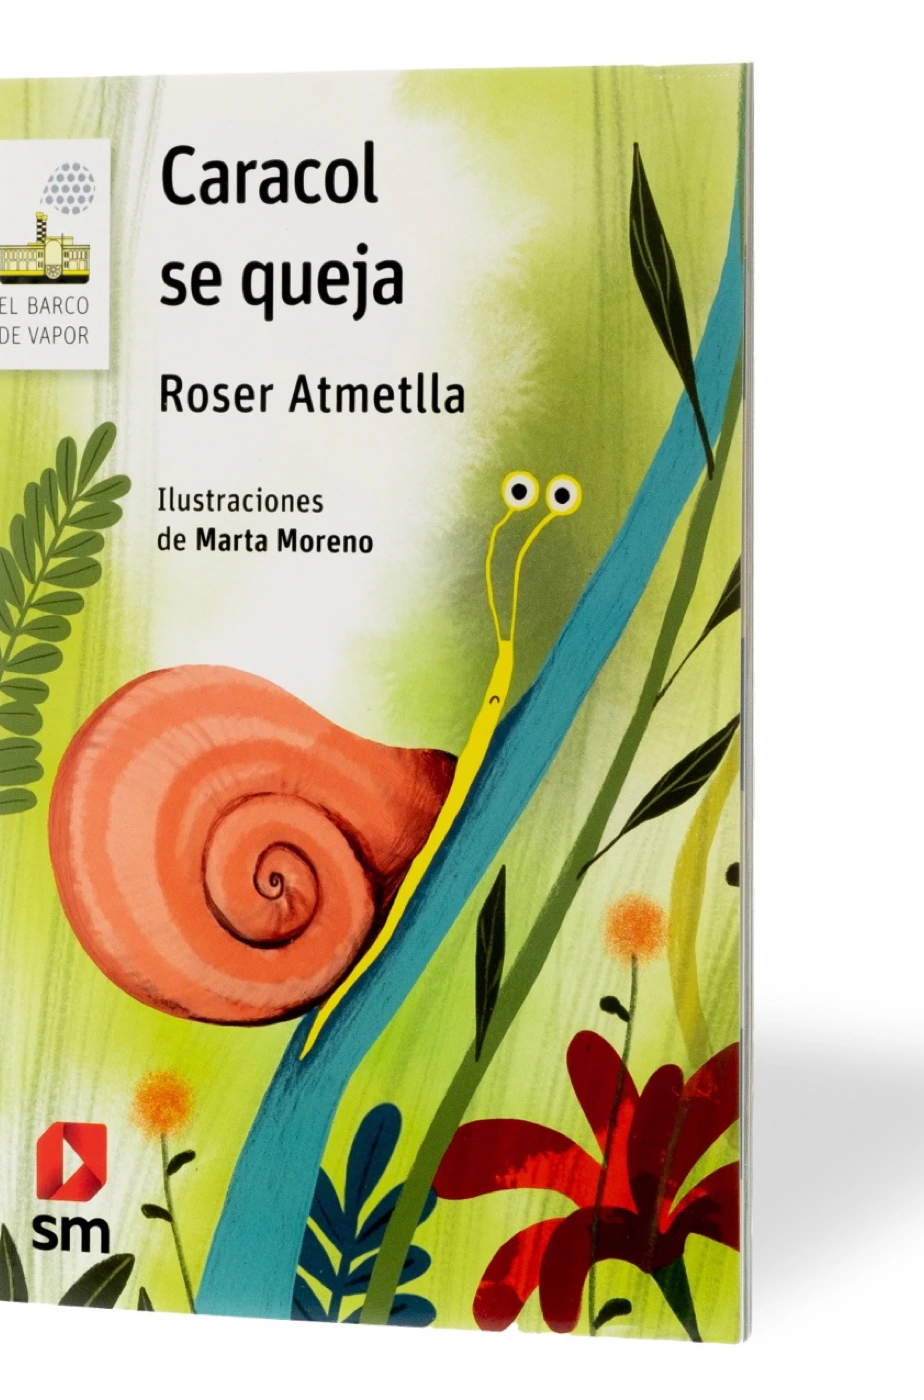 Caracol
se queja
Roser Atmetlla
Ilustraciones
de Marta Moreno
EL BARCO
DE VAPOR
sm